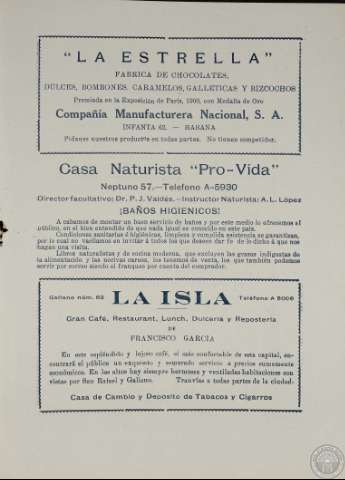 "LA ESTRELLA"
FABRICA DE CHOCOLATES,
DULCES, BOMBONES, CARAMELOS, GALLETICAS Y BIZCOCHOS
Premiada en la Exposición de París, 1900, con Medalla de Oro
Compañía Manufacturera Nacional, S. A.
INFANTA 62. — HABANA
Pídanse nuestros productos en todas partes. No tienen competidor.
Casa Naturista "Pro-Vida"
Neptuno 57.—Telefono A-5930
Director facultativo: Dr. P. J. Valdés.—Instructor Naturista: A. L. López
¡BAÑOS HIGIENICOS!
A cabamos de montar un buen servicio de baños y por este medio lo ofrecemos al
público, en el bien entendido de que nada igual es conocido en este país.
Condiciones sanitarias é higiénicas, limpieza y cumplida asistencia se garantizan,
por lo cual no vacilamos en invitar á todos los que deseen dar fe de lo dicho á que nos
hagan una visita.
Libros naturalistas y de cocina moderna, que excluyen las grasas indigestas de
la alimentación y las nocivas carnes, los tenemos de venta, los que también podemos
servir por correo siendo el franqueo por cuenta del comprador.
Galiano núm. 82 LA ISLA Teléfono A 5006
Gran Café, Restaurant, Lunch, Dulcería y Repostería
DE
FRANCISCO GARCIA
En este espléndido y lujoso café, el más confortable de esta capital, en-
contrará el público un exquisito y esmerado servicio a precios sumamente
económicos. En los altos hay siempre hermosas y ventiladas habitaciones con
vistas por San Rafael y Galiano. Tranvías a todas partes de la ciudad.
Casa de Cambio y Deposito de Tabacos y Cigarros